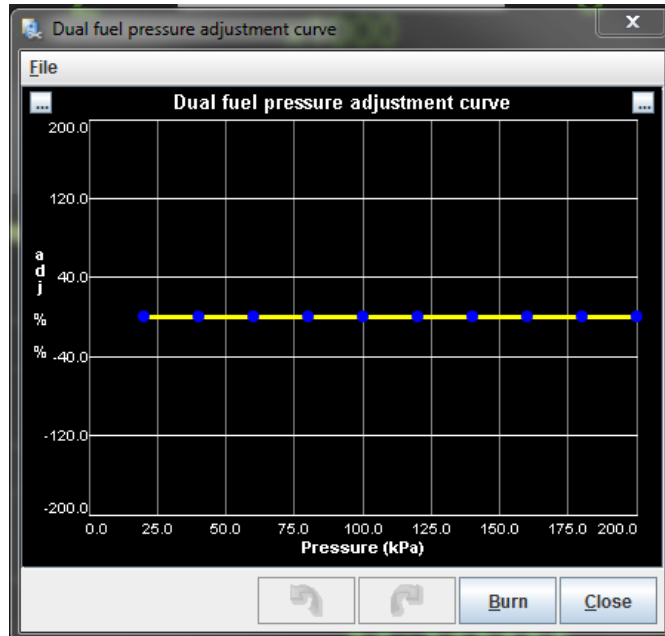 Dual fuel pressure adjustment curve
x
File
...
Dual fuel pressure adjustment curve
...
200.0
120.0
a
d
j
40.0
%
% -40.0
-120.0
-200.0
0.0 25.0 50.0 75.0 100.0 125.0 150.0 175.0 200.0
Pressure (kPa)
Burn
Close